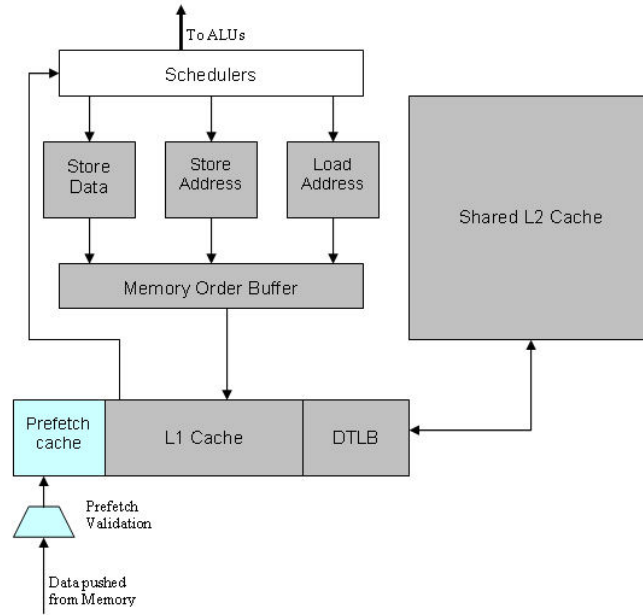 To ALUs
Schedulers
Store
Data
Store
Address
Load
Address
Shared L2 Cache
Memory Order Buffer
Prefetch
cache
L1 Cache
DTLB
Prefetch
Validation
Data pushed
from Memory